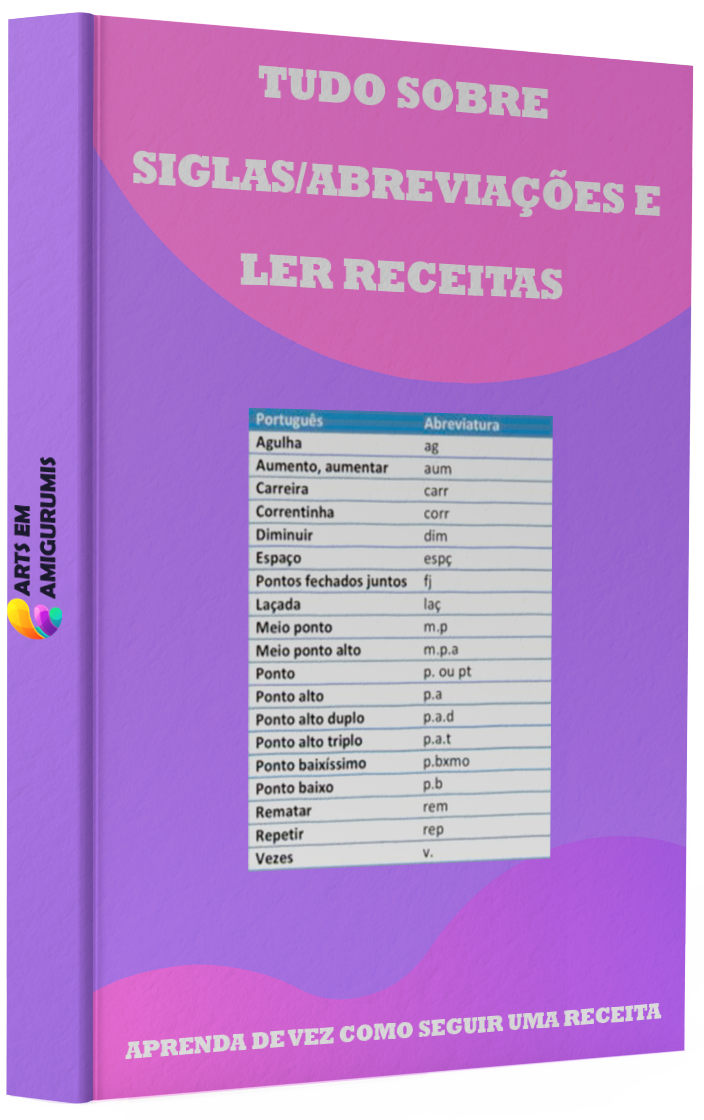 TUDO SOBRE
SIGLAS/ABREVIAÇÕES E
LER RECEITAS
Português Abreviatura
Agulha ag
Aumento, aumentar aum
Carreira carr
Correntinha corr
Diminuir dim
Espaço espç
Pontos fechados juntos fj
Laçada laç
Meio ponto m.p
Meio ponto alto m.p.a
Ponto p. ou pt
Ponto alto p.a
Ponto alto duplo p.a.d
Ponto alto triplo p.a.t
Ponto baixíssimo p.bxmo
Ponto baixo p.b
Rematar rem
Repetir rep
Vezes v.
APRENDA DE VEZ COMO SEGUIR UMA RECEITA
ARTS EM
AMIGURUMIS